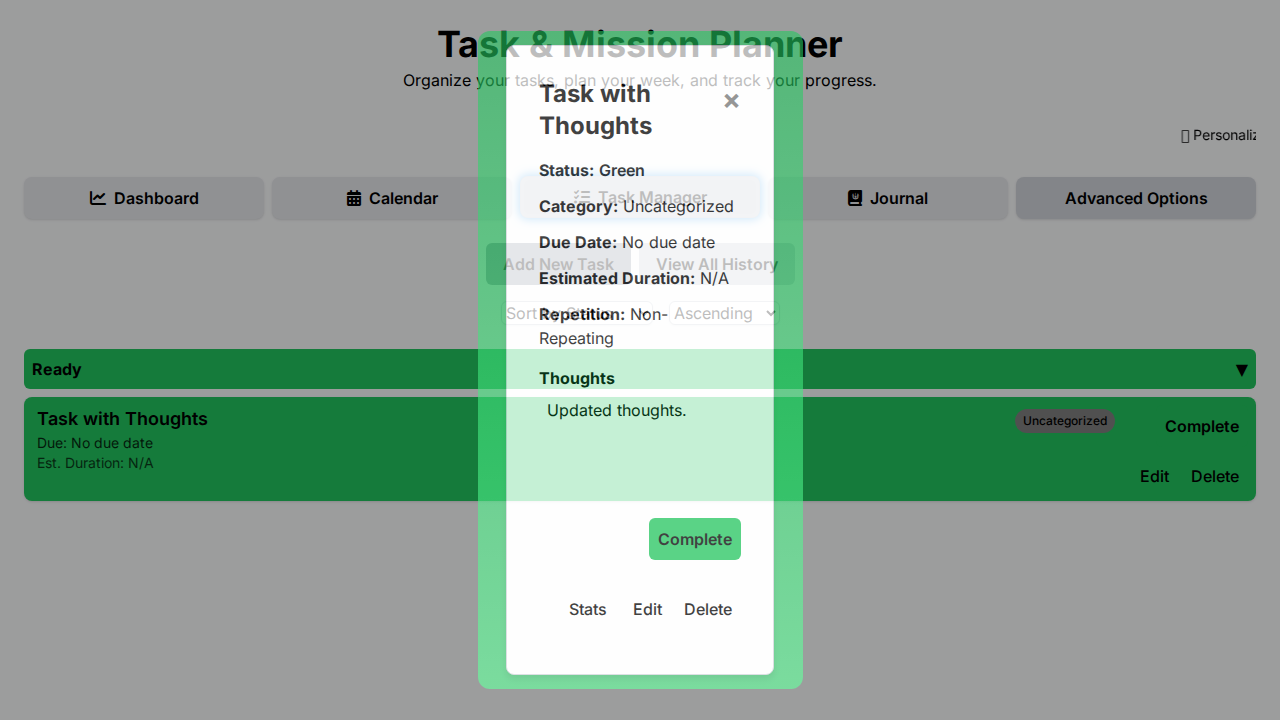 Task & Mission Planner
Organize your tasks, plan your week, and track your progress.
Personaliz
Dashboard
Calendar
Task Manager
Journal
Advanced Options
Add New Task
View All History
Sort by Status
Ascending
Ready
▼
Task with Thoughts
Due: No due date
Est. Duration: N/A
Uncategorized
Complete
Edit
Delete
Task with
Thoughts
×
Status: Green
Category: Uncategorized
Due Date: No due date
Estimated Duration: N/A
Repetition: Non-
Repeating
Thoughts
Updated thoughts.
Complete
Stats
Edit
Delete